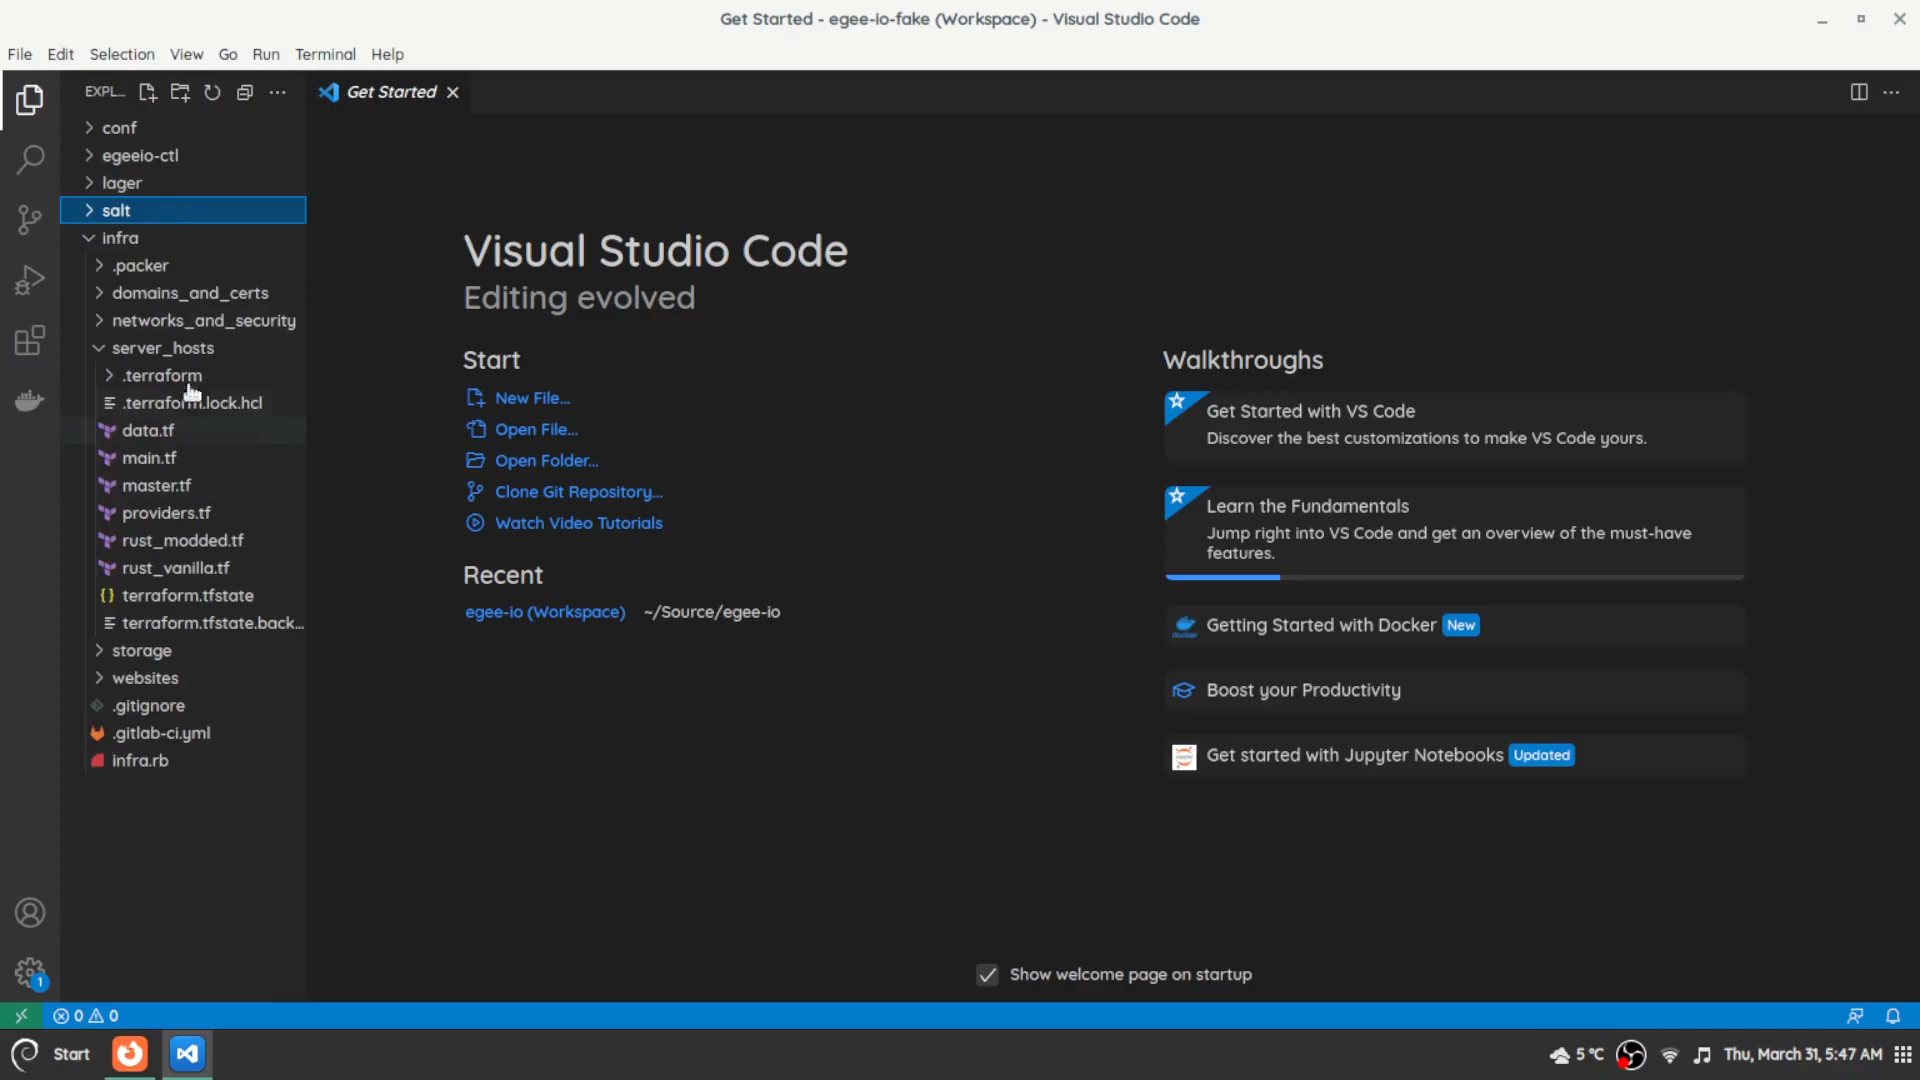 Get Started - egee-io-fake (Workspace) - Visual Studio Code
File Edit Selection View Go Run Terminal Help
EXPL...
Get Started
conf
egeeio-ctl
lager
salt
infra
.packer
domains_and_certs
networks_and_security
server_hosts
.terraform
.terraform.lock.hcl
data.tf
main.tf
master.tf
providers.tf
rust_modded.tf
rust_vanilla.tf
{} terraform.tfstate
terraform.tfstate.back...
storage
websites
.gitignore
.gitlab-ci.yml
infra.rb
Visual Studio Code
Editing evolved
Start
New File...
Open File...
Open Folder...
Clone Git Repository...
Watch Video Tutorials
Recent
egee-io (Workspace) ~/Source/egee-io
Walkthroughs
Get Started with VS Code
Discover the best customizations to make VS Code yours.
Learn the Fundamentals
Jump right into VS Code and get an overview of the must-have
features.
Getting Started with Docker New
Boost your Productivity
Get started with Jupyter Notebooks Updated
Show welcome page on startup
1
0 0
Start
5 °C
Thu, March 31, 5:47 AM